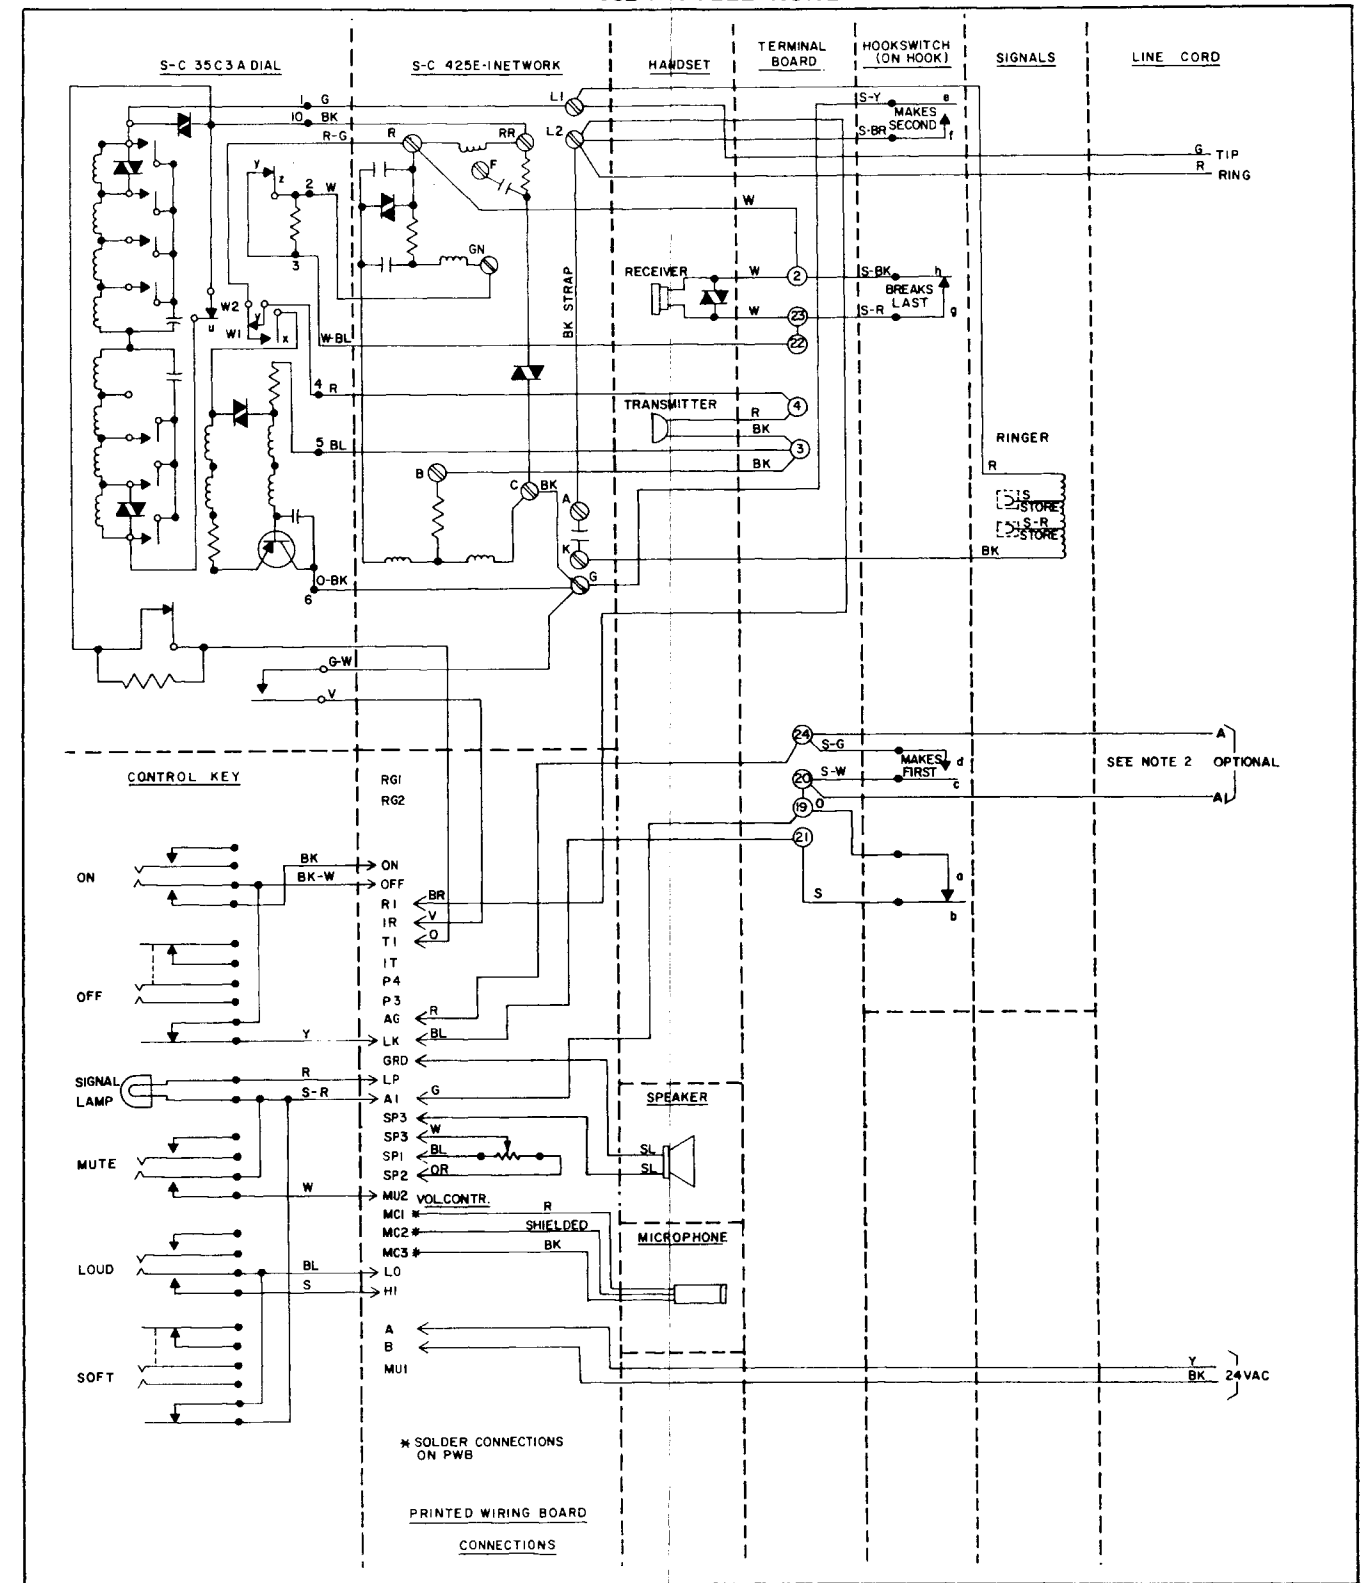 S-C 35C3A DIAL
S-C 425E-1 NETWORK
HANDSET
TERMINAL
BOARD
HOOKSWITCH
(ON HOOK)
SIGNALS
LINE CORD
1 G
10 BK
R-G
R
RR
F
L1
L2
S-Y
e
MAKES
SECOND
S-BR
f
G TIP
R RING
y
z
2 W
3
GN
W
BK STRAP
RECEIVER
W
2
S-BK
h
BREAKS
LAST
W
23
S-R
g
22
W2
u
y
W1
x
W-BL
4 R
TRANSMITTER
R
4
BK
5 BL
3
BK
B
C
BK
A
K
G
RINGER
R
S
STORE
S-R
STORE
BK
O-BK
6
G-W
V
24
S-G
MAKES
FIRST
d
S-W
c
20
19
O
21
a
S
b
A
SEE NOTE 2
OPTIONAL
A1
CONTROL KEY
RG1
RG2
ON
BK
ON
BK-W
OFF
R1
BR
IR
V
T1
O
IT
P4
OFF
P3
AG
R
Y
LK
BL
GRD
SIGNAL
LAMP
R
LP
S-R
A1
G
SPEAKER
SP3
SP3
W
SL
SL
MUTE
SP1
BL
SP2
OR
W
MU2
VOL.CONTR.
MC1 *
R
MC2 *
SHIELDED
MC3 *
BK
MICROPHONE
LOUD
BL
LO
S
HI
A
B
MU1
SOFT
Y
BK
24VAC
* SOLDER CONNECTIONS
ON PWB
PRINTED WIRING BOARD
CONNECTIONS